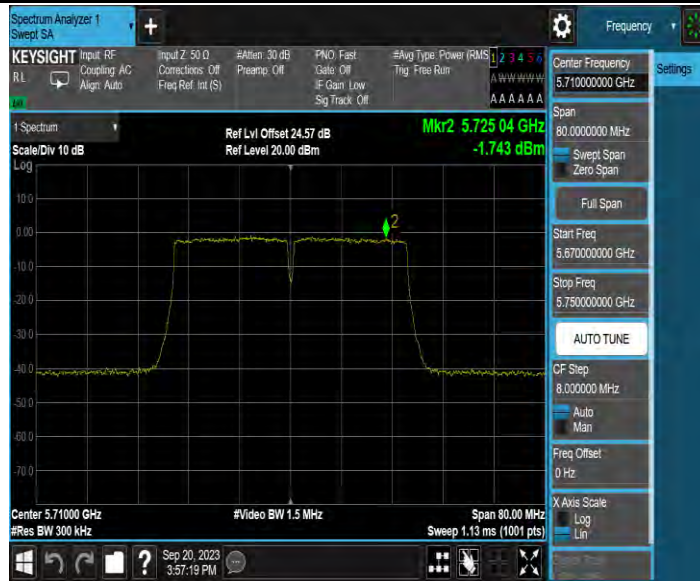 Spectrum Analyzer 1
Swept SA
Frequency
KEYSIGHT
RL
Input: RF
Coupling: AC
Align: Auto
Input Z: 50 Ω
Corrections: Off
Freq Ref: Int (S)
#Atten: 30 dB
Preamp: Off
PNO: Fast
Gate: Off
IF Gain: Low
Sig Track: Off
#Avg Type: Power (RMS
Trig: Free Run
1 2 3 4 5 6
A W W W W W
A A A A A A
1 Spectrum
Scale/Div 10 dB
Log
Ref Lvl Offset 24.57 dB
Ref Level 20.00 dBm
Mkr2 5.725 04 GHz
-1.743 dBm
10.0
0.00
-10.0
-20.0
-30.0
-40.0
-50.0
-60.0
-70.0
2
Center 5.71000 GHz
#Res BW 300 kHz
#Video BW 1.5 MHz
Span 80.00 MHz
Sweep 1.13 ms (1001 pts)
Sep 20, 2023
3:57:19 PM
?
Center Frequency
5.710000000 GHz
Settings
Span
80.0000000 MHz
Swept Span
Zero Span
Full Span
Start Freq
5.670000000 GHz
Stop Freq
5.750000000 GHz
AUTO TUNE
CF Step
8.000000 MHz
Auto
Man
Freq Offset
0 Hz
X Axis Scale
Log
Lin